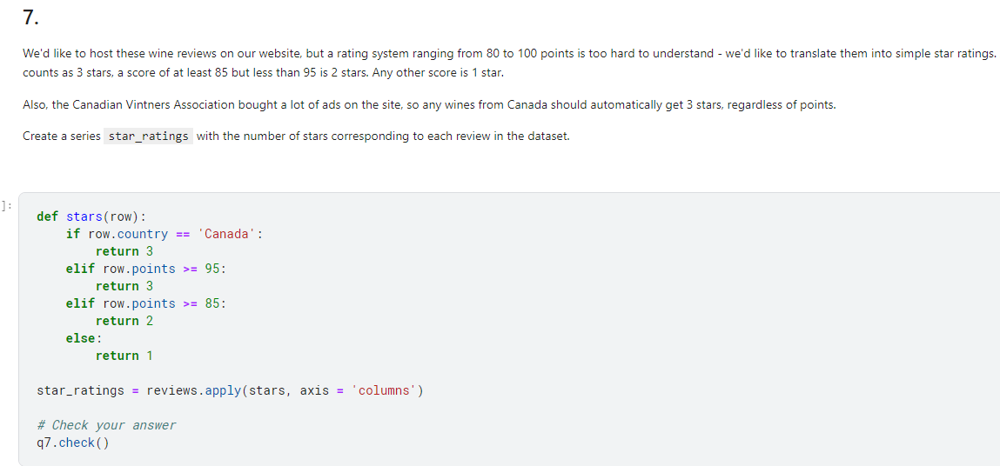 7.
We'd like to host these wine reviews on our website, but a rating system ranging from 80 to 100 points is too hard to understand - we'd like to translate them into simple star ratings.
counts as 3 stars, a score of at least 85 but less than 95 is 2 stars. Any other score is 1 star.
Also, the Canadian Vintners Association bought a lot of ads on the site, so any wines from Canada should automatically get 3 stars, regardless of points.
Create a series star_ratings with the number of stars corresponding to each review in the dataset.
]:
def stars(row):
    if row.country == 'Canada':
        return 3
    elif row.points >= 95:
        return 3
    elif row.points >= 85:
        return 2
    else:
        return 1
star_ratings = reviews.apply(stars, axis = 'columns')
# Check your answer
q7.check()